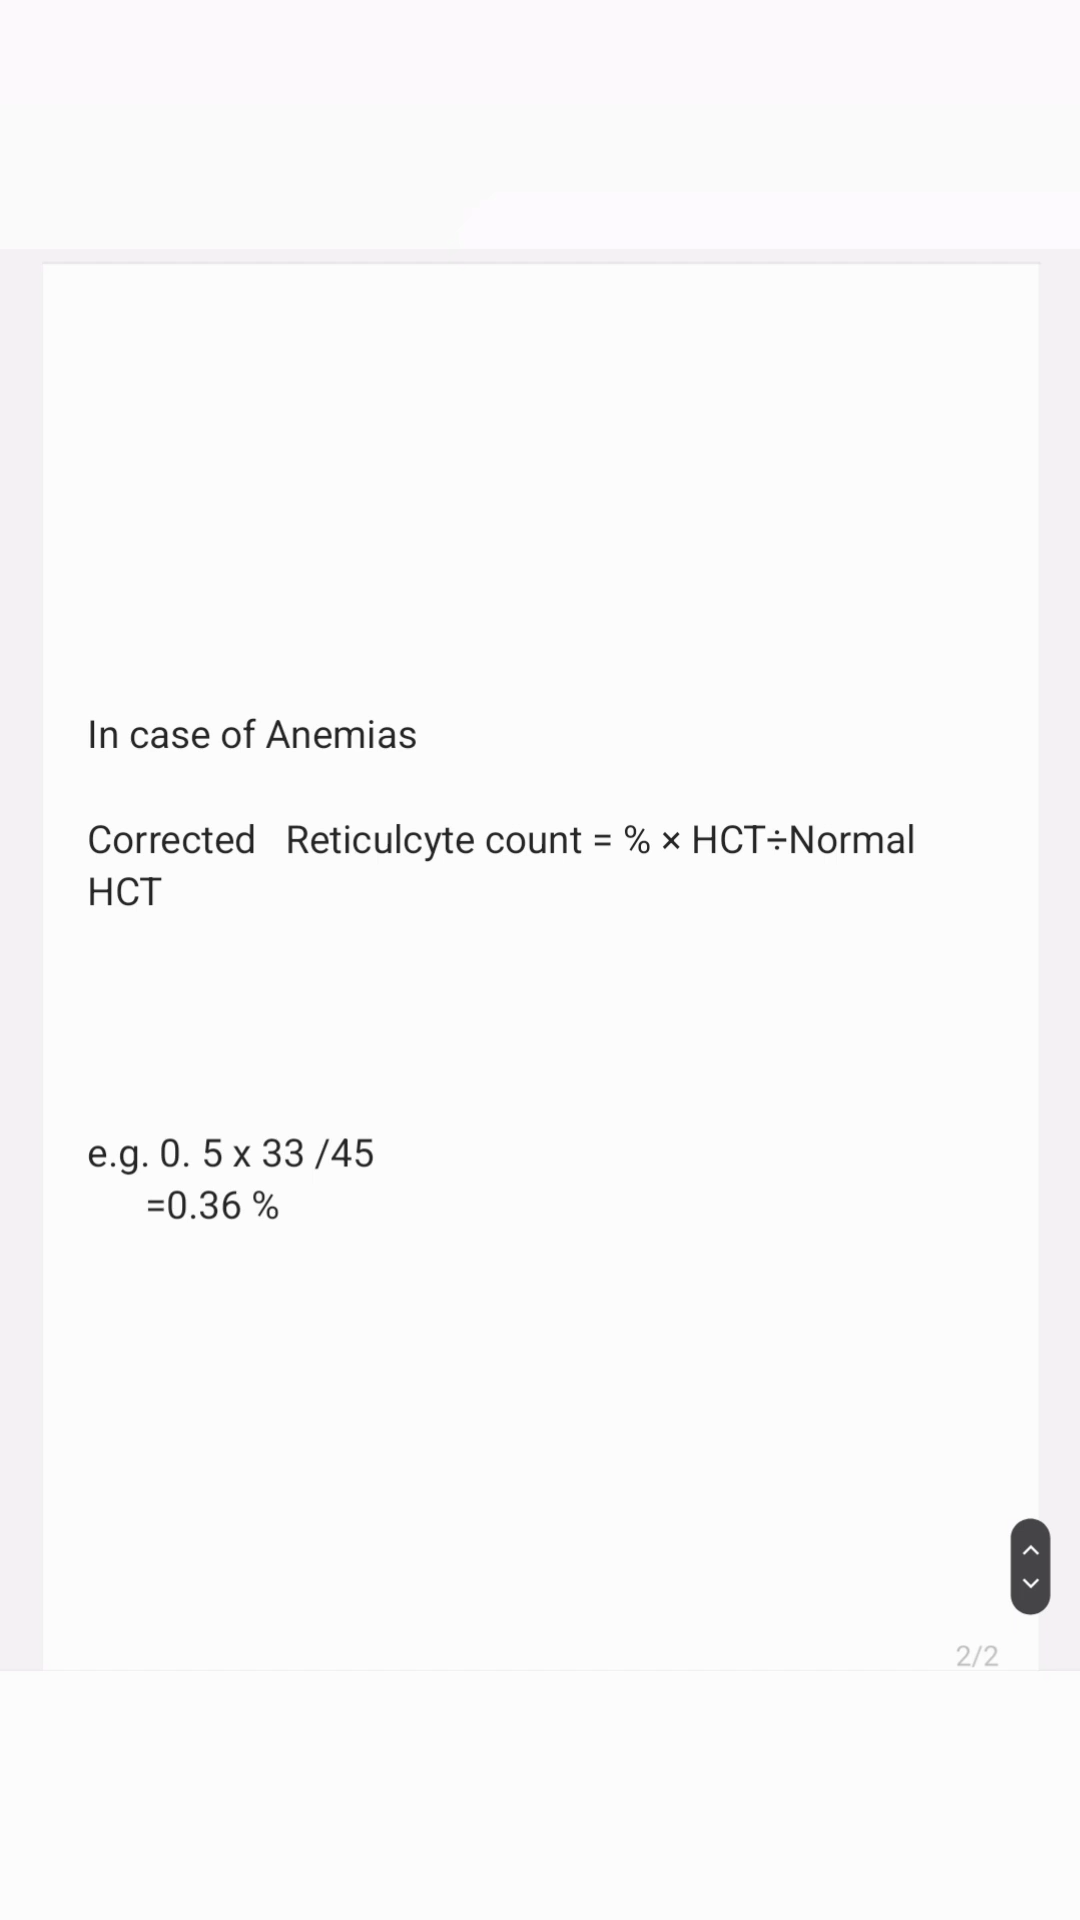 In case of Anemias
Corrected   Reticulcyte count = % × HCT÷Normal
HCT
e.g. 0. 5 x 33 /45
=0.36 %
2/2